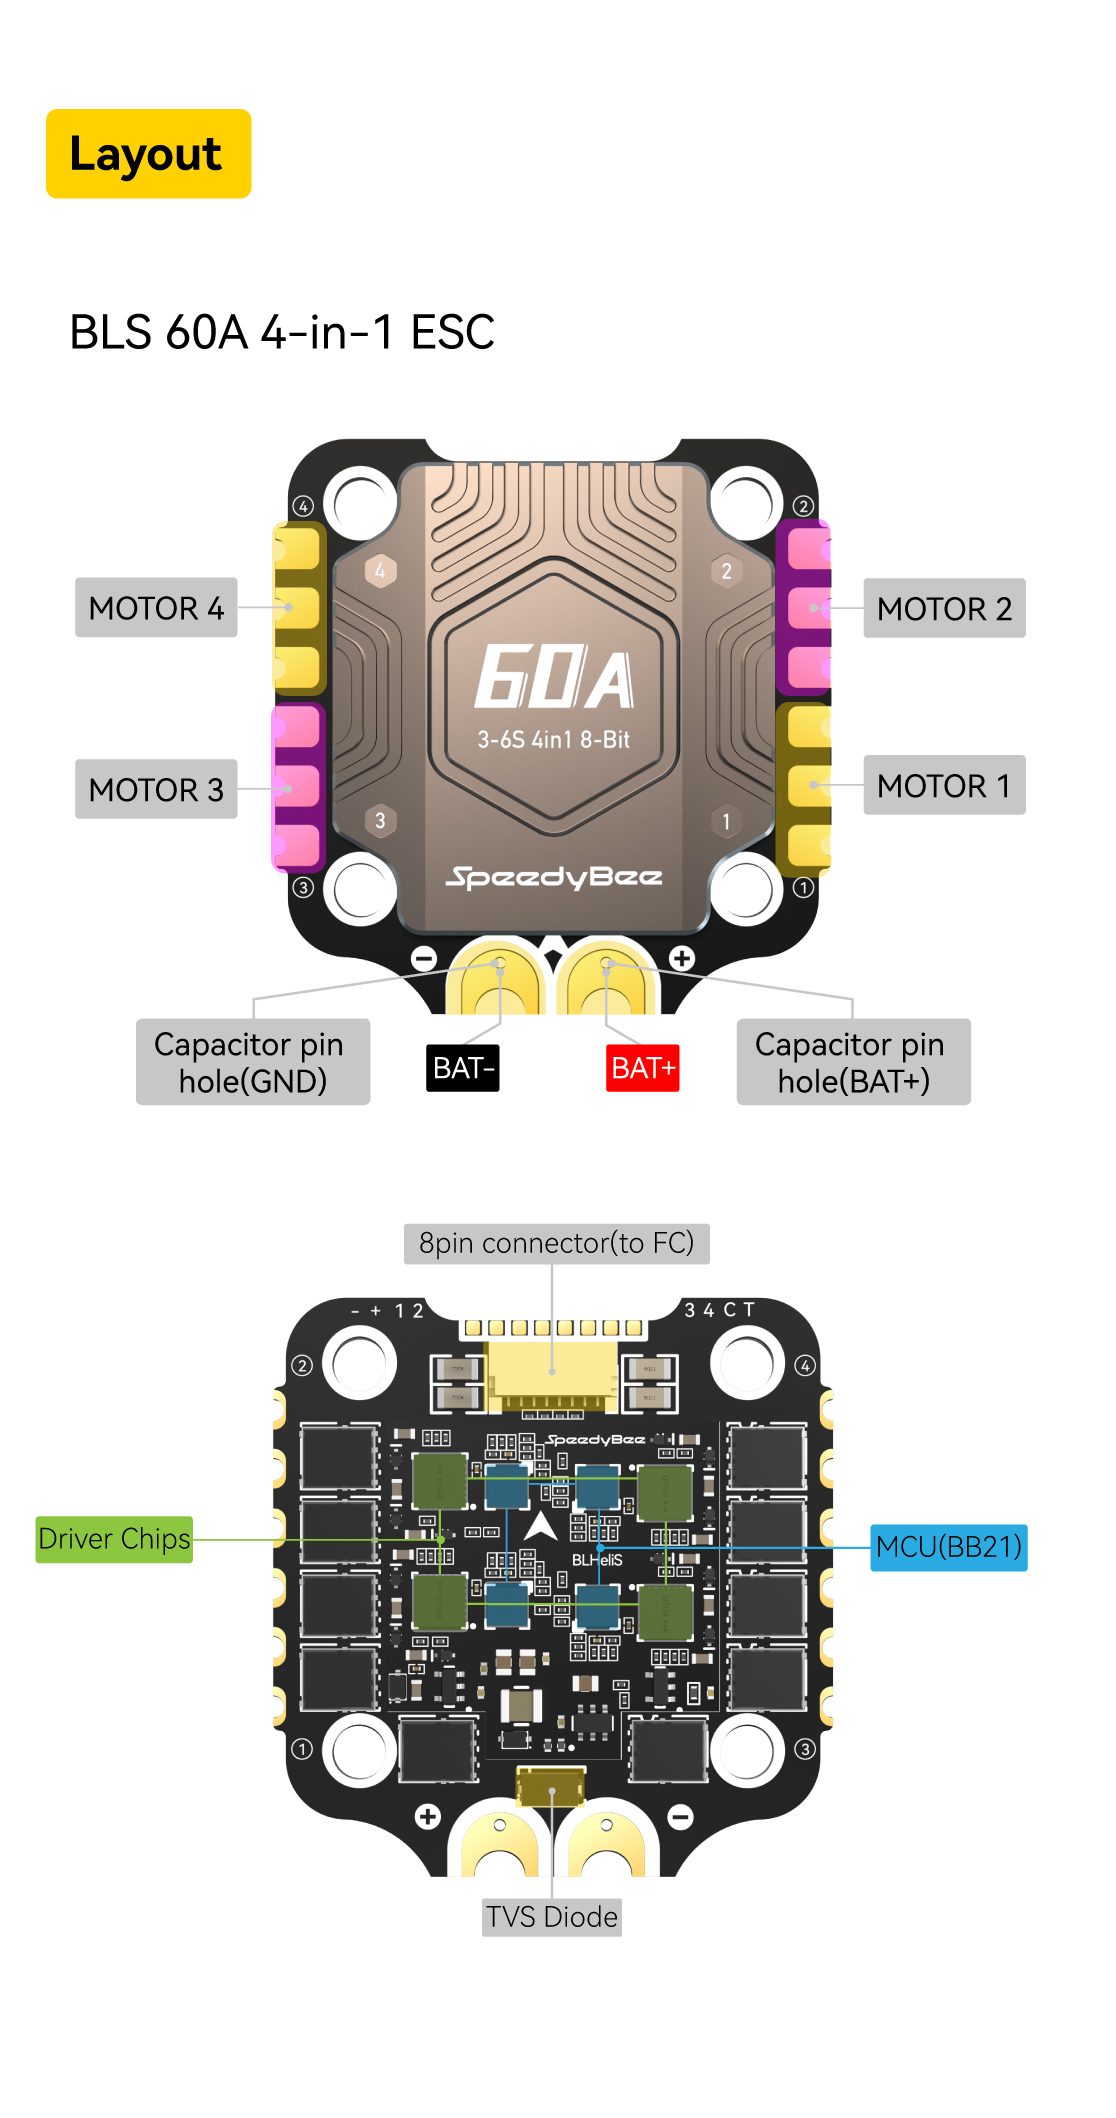 Layout
BLS 60A 4-in-1 ESC
④ ②
4 2
MOTOR 4 MOTOR 2
60A
3-6S 4in1 8-Bit
MOTOR 3 MOTOR 1
3 1
SpeedyBee
③ ①
- +
Capacitor pin
hole(GND)
BAT-
BAT+
Capacitor pin
hole(BAT+)
8pin connector(to FC)
- + 1 2 3 4 C T
② ④
SpeedyBee
Driver Chips
MCU(BB21)
BLHeliS
① ③
+ -
TVS Diode